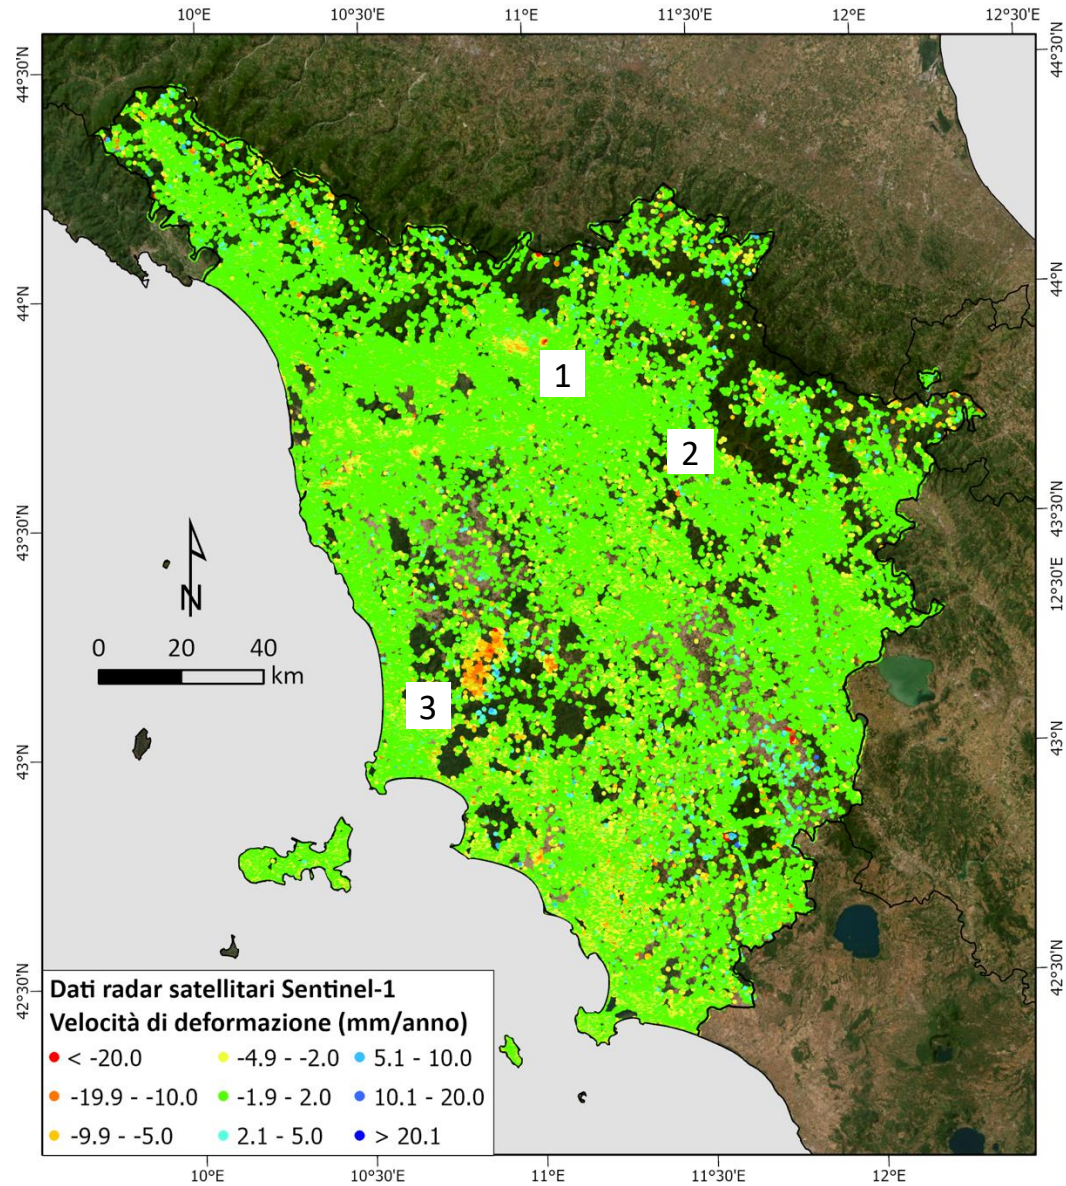 10°E 10°30'E 11°E 11°30'E 12°E 12°30'E
44°30'N
44°30'N
44°N
44°N
1
2
43°30'N
43°30'N
12°30'E
N
0 20 40
km
3
43°N
43°N
42°30'N
42°30'N
Dati radar satellitari Sentinel-1
Velocità di deformazione (mm/anno)
< -20.0 -4.9 - -2.0 5.1 - 10.0
-19.9 - -10.0 -1.9 - 2.0 10.1 - 20.0
-9.9 - -5.0 2.1 - 5.0 > 20.1
10°E 10°30'E 11°E 11°30'E 12°E